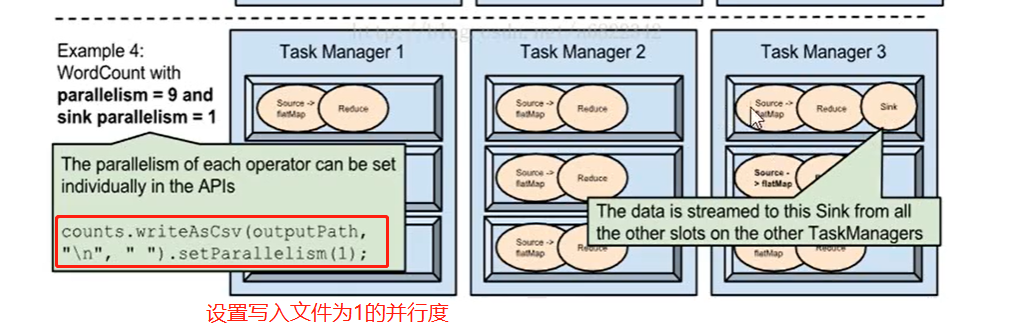 Example 4:
WordCount with
parallelism = 9 and
sink parallelism = 1
The parallelism of each operator can be set
individually in the APIs
counts.writeAsCsv(outputPath,
"\n", " ").setParallelism(1);
Task Manager 1
Source ->
flatMap
Reduce
Task Manager 2
Source ->
flatMap
Reduce
Source ->
flatMap
Reduce
Source ->
flatMap
Reduce
Task Manager 3
Source ->
flatMap
Reduce
Sink
Source -
> flatMap
The data is streamed to this Sink from all
the other slots on the other TaskManagers
flatMap
Reduce
设置写入文件为1的并行度